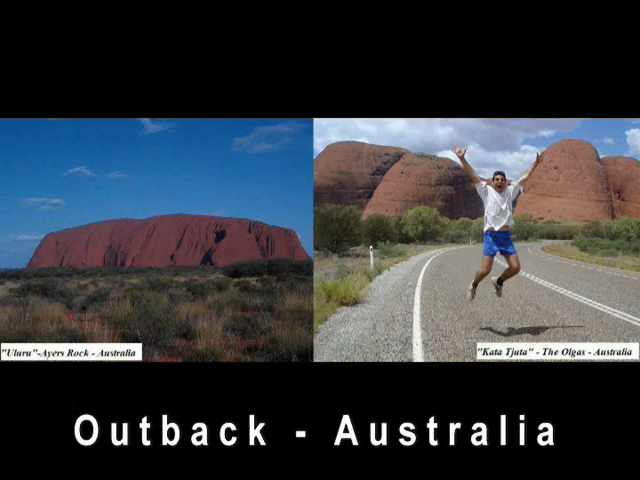 "Uluru"-Ayers Rock - Australia
"Kata Tjuta" - The Olgas - Australia
Outback - Australia